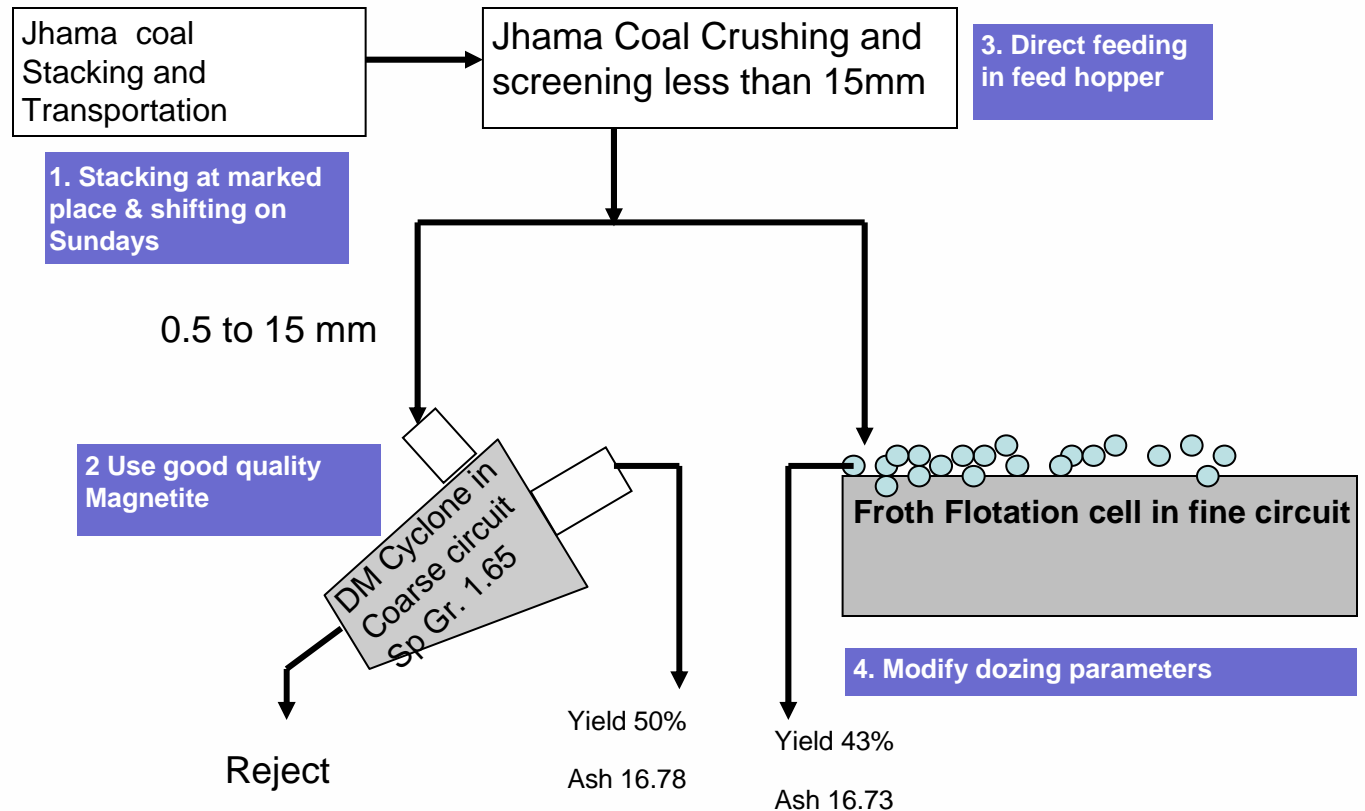 Jhama coal
Stacking and
Transportation
Jhama Coal Crushing and
screening less than 15mm
3. Direct feeding
in feed hopper
1. Stacking at marked
place & shifting on
Sundays
0.5 to 15 mm
2 Use good quality
Magnetite
DM Cyclone in
Coarse circuit
Sp Gr. 1.65
Froth Flotation cell in fine circuit
4. Modify dozing parameters
Reject
Yield 50%
Ash 16.78
Yield 43%
Ash 16.73